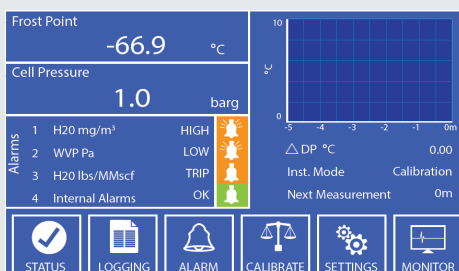 Frost Point
-66.9 °C
Cell Pressure
1.0 barg
Alarms
1 H20 mg/m³ HIGH
2 WVP Pa LOW
3 H20 lbs/MMscf TRIP
4 Internal Alarms OK
10
°C
0
-5 -4 -3 -2 -1 0m
△DP °C 0.00
Inst. Mode Calibration
Next Measurement 0m
STATUS LOGGING ALARM CALIBRATE SETTINGS MONITOR